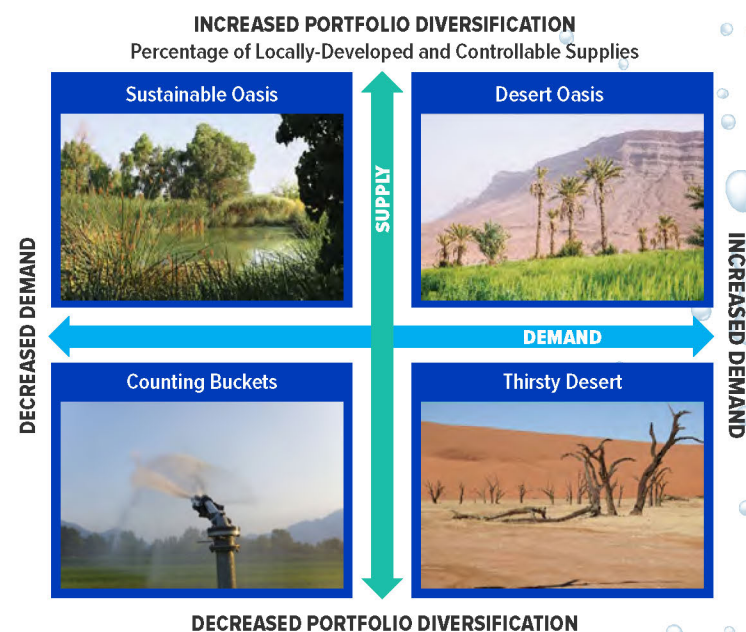 INCREASED PORTFOLIO DIVERSIFICATION
Percentage of Locally-Developed and Controllable Supplies
Sustainable Oasis
Desert Oasis
SUPPLY
DECREASED DEMAND
INCREASED DEMAND
DEMAND
Counting Buckets
Thirsty Desert
DECREASED PORTFOLIO DIVERSIFICATION